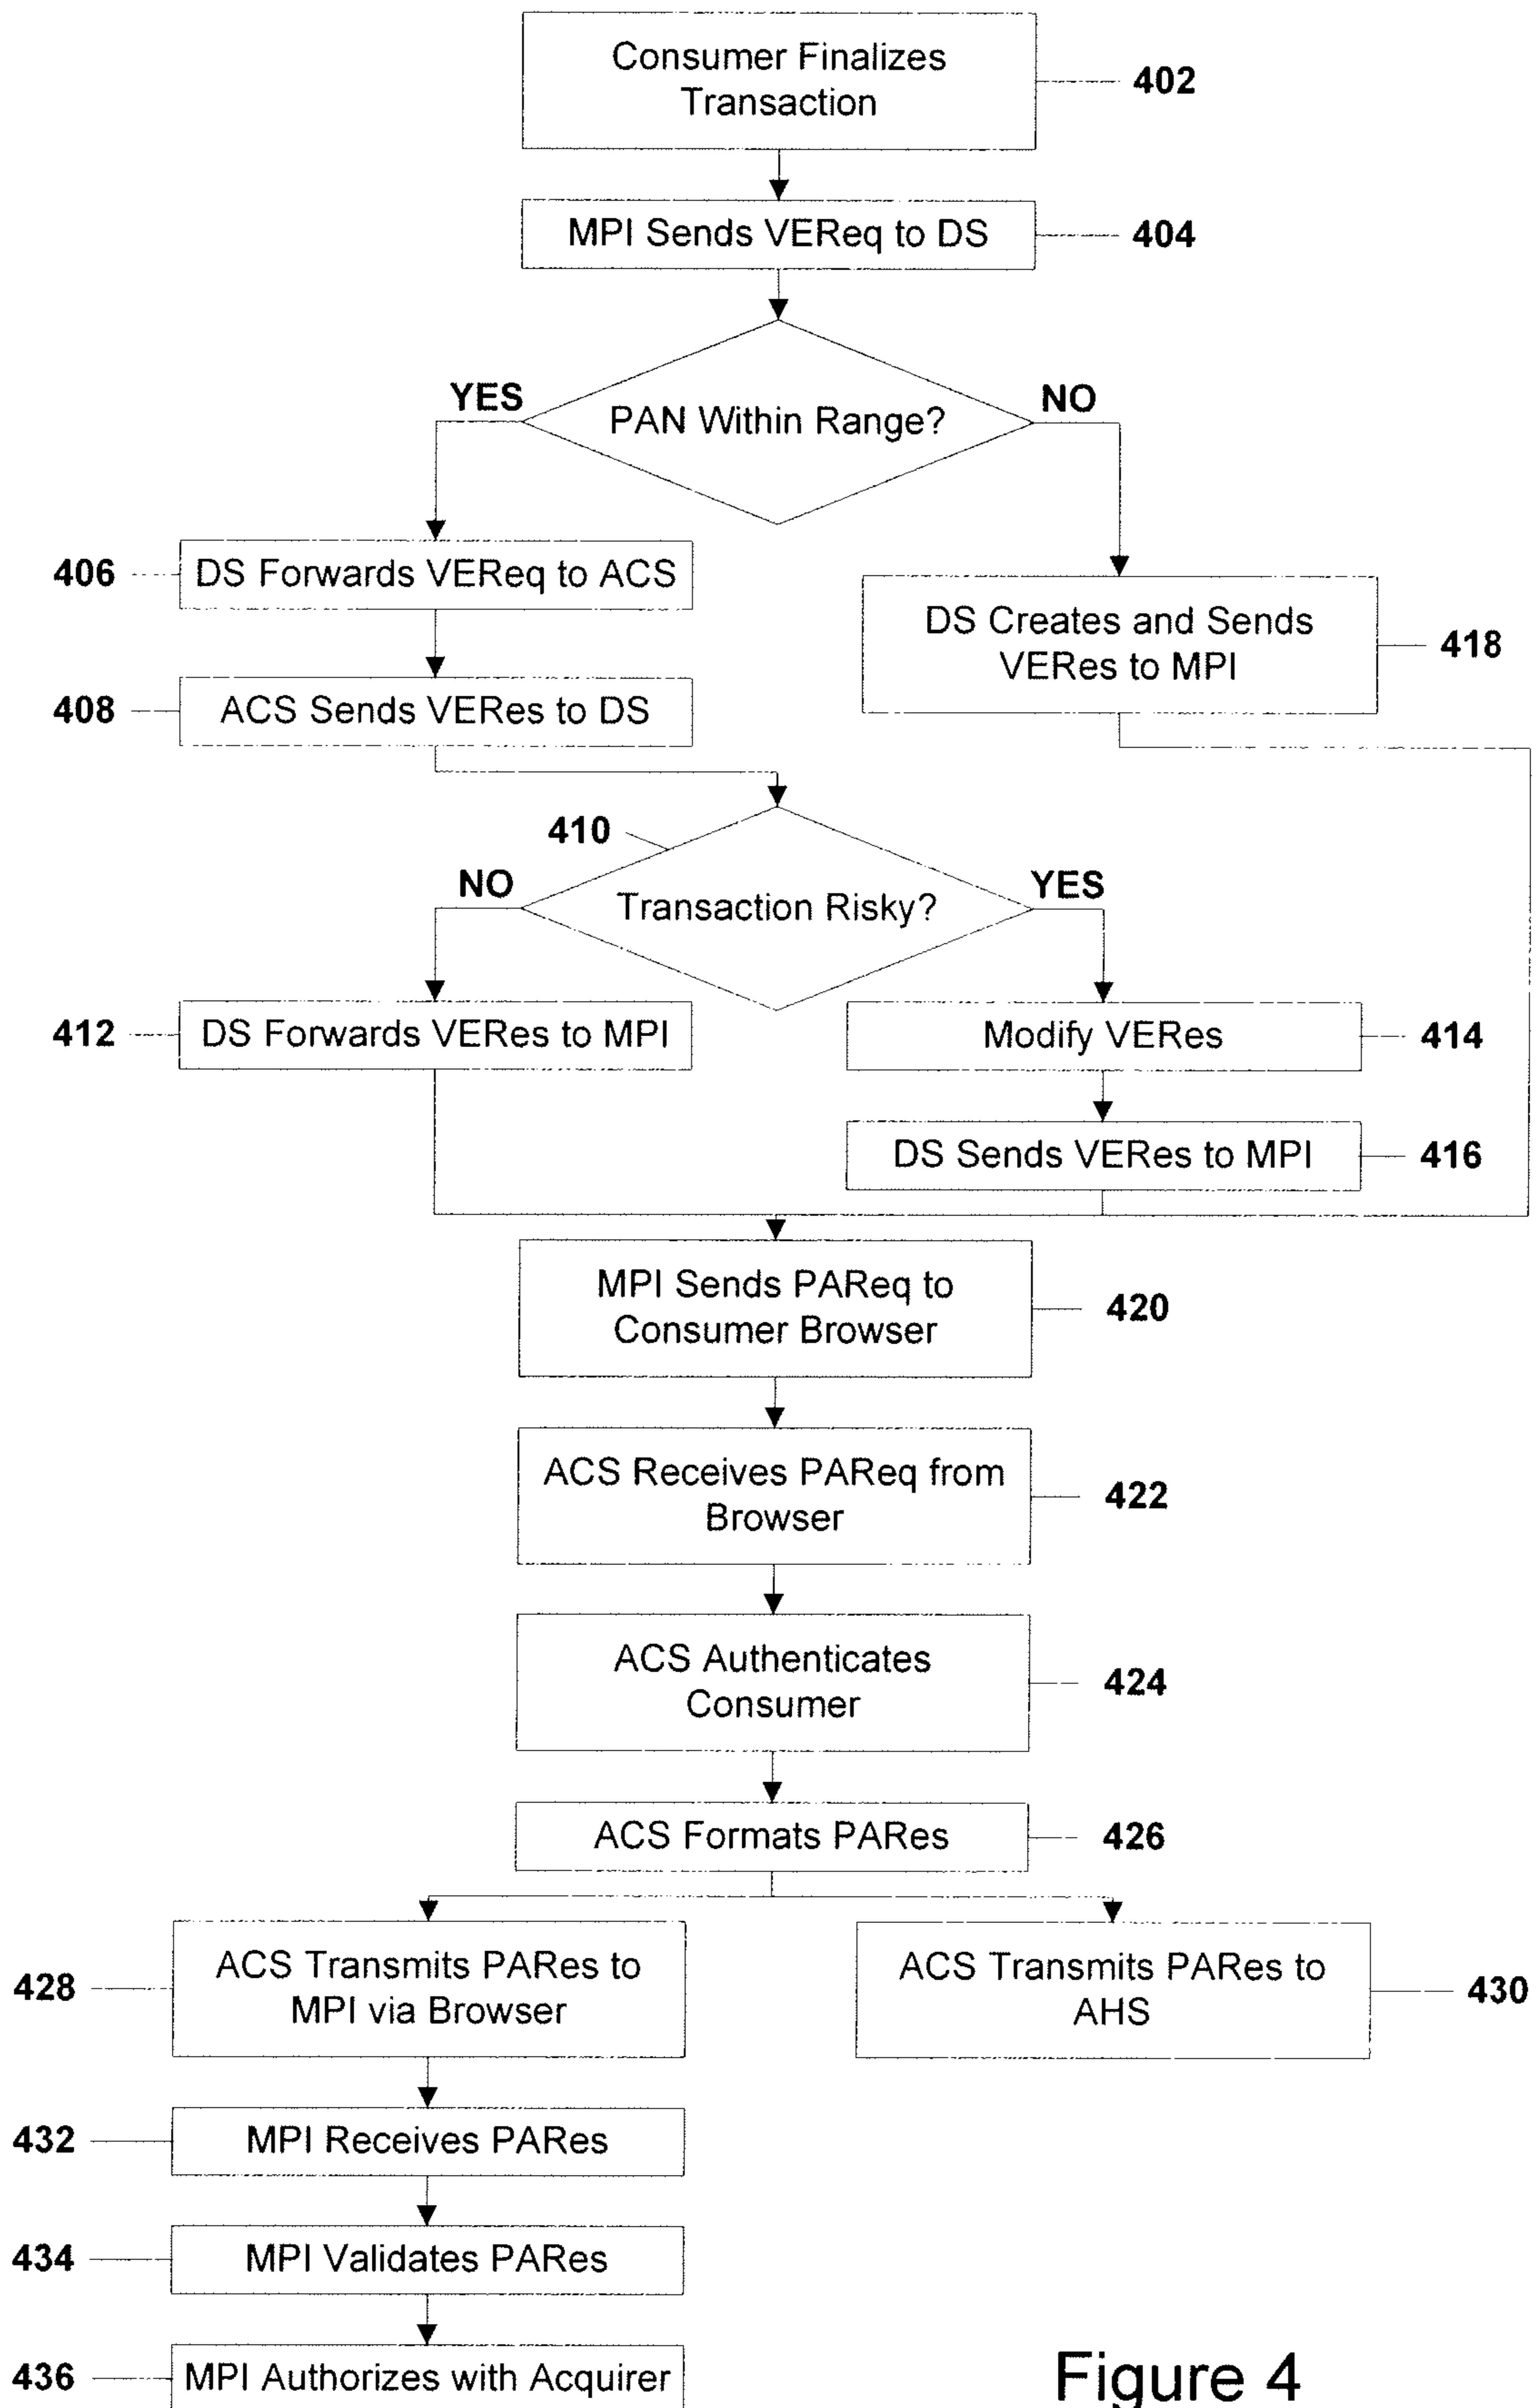 Consumer Finalizes
Transaction
402
MPI Sends VEReq to DS
404
YES
PAN Within Range?
NO
406
DS Forwards VEReq to ACS
DS Creates and Sends
VERes to MPI
418
408
ACS Sends VERes to DS
410
NO
Transaction Risky?
YES
412
DS Forwards VERes to MPI
Modify VERes
414
DS Sends VERes to MPI
416
MPI Sends PAReq to
Consumer Browser
420
ACS Receives PAReq from
Browser
422
ACS Authenticates
Consumer
424
ACS Formats PARes
426
428
ACS Transmits PARes to
MPI via Browser
ACS Transmits PARes to
AHS
430
432
MPI Receives PARes
434
MPI Validates PARes
436
MPI Authorizes with Acquirer
Figure 4